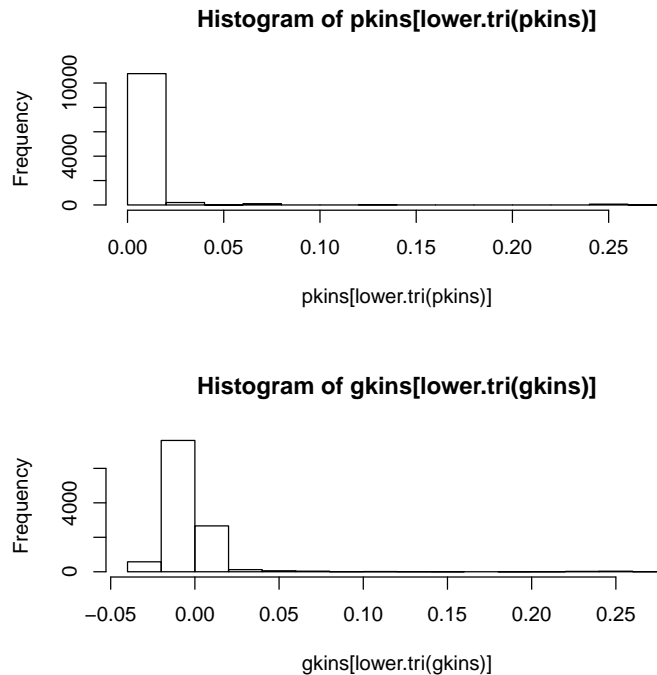 Histogram of pkins[lower.tri(pkins)]
Frequency
10000
4000
0
0.00 0.05 0.10 0.15 0.20 0.25
pkins[lower.tri(pkins)]
Histogram of gkins[lower.tri(gkins)]
Frequency
4000
0
−0.05 0.00 0.05 0.10 0.15 0.20 0.25
gkins[lower.tri(gkins)]